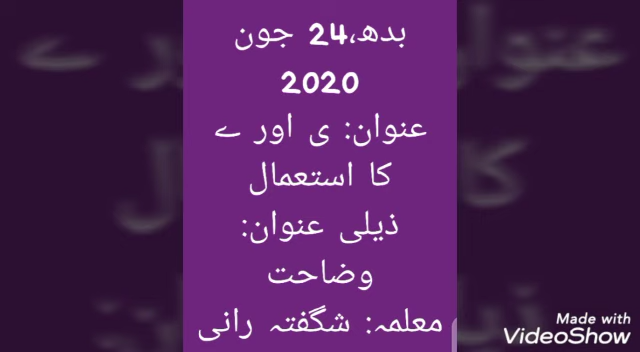 بدھ،24 جون
2020
عنوان: ی اور ے
کا استعمال
ذیلی عنوان:
وضاحت
معلمہ: شگفتہ رانی
Made with
VideoShow